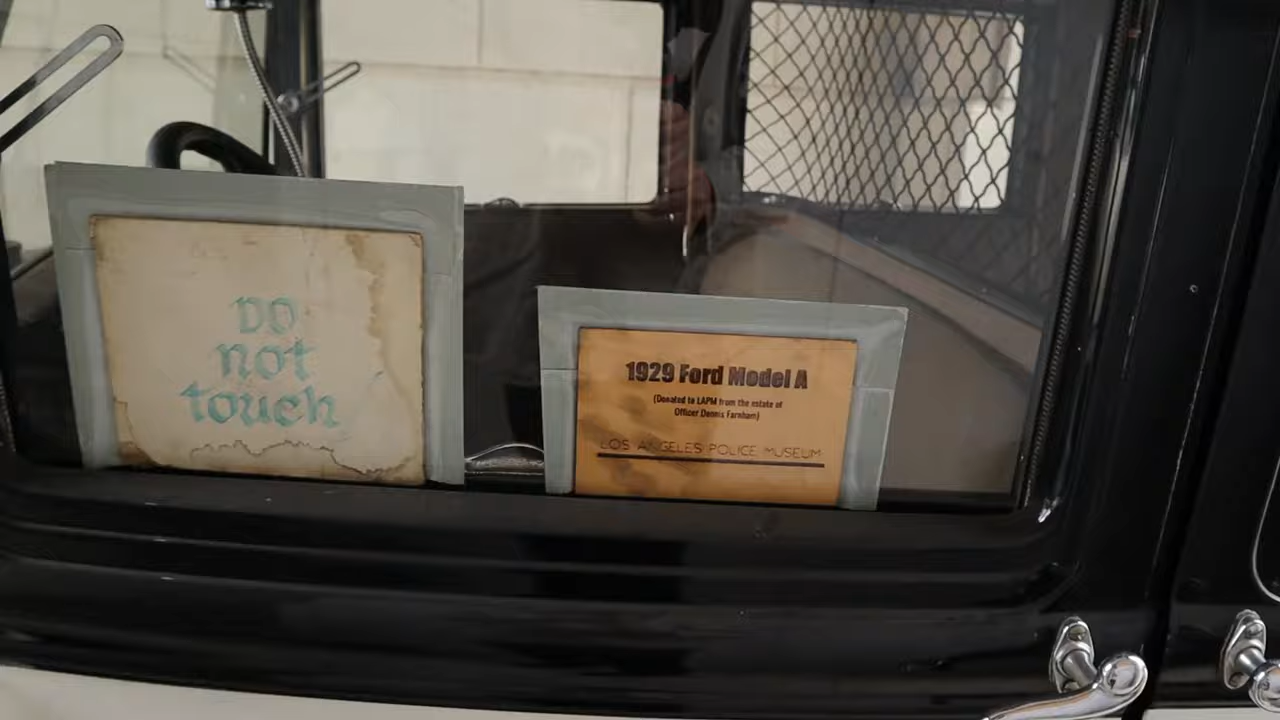 DO
not
touch
1929 Ford Model A
(Donated to LAPM from the estate of
Officer Dennis Farnham)
LOS ANGELES POLICE MUSEUM